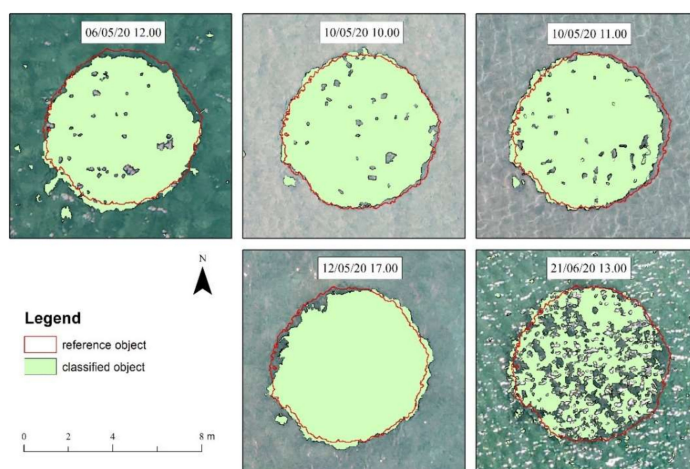 06/05/20 12.00
10/05/20 10.00
10/05/20 11.00
N
12/05/20 17.00
21/06/20 13.00
Legend
reference object
classified object
0 2 4 8 m